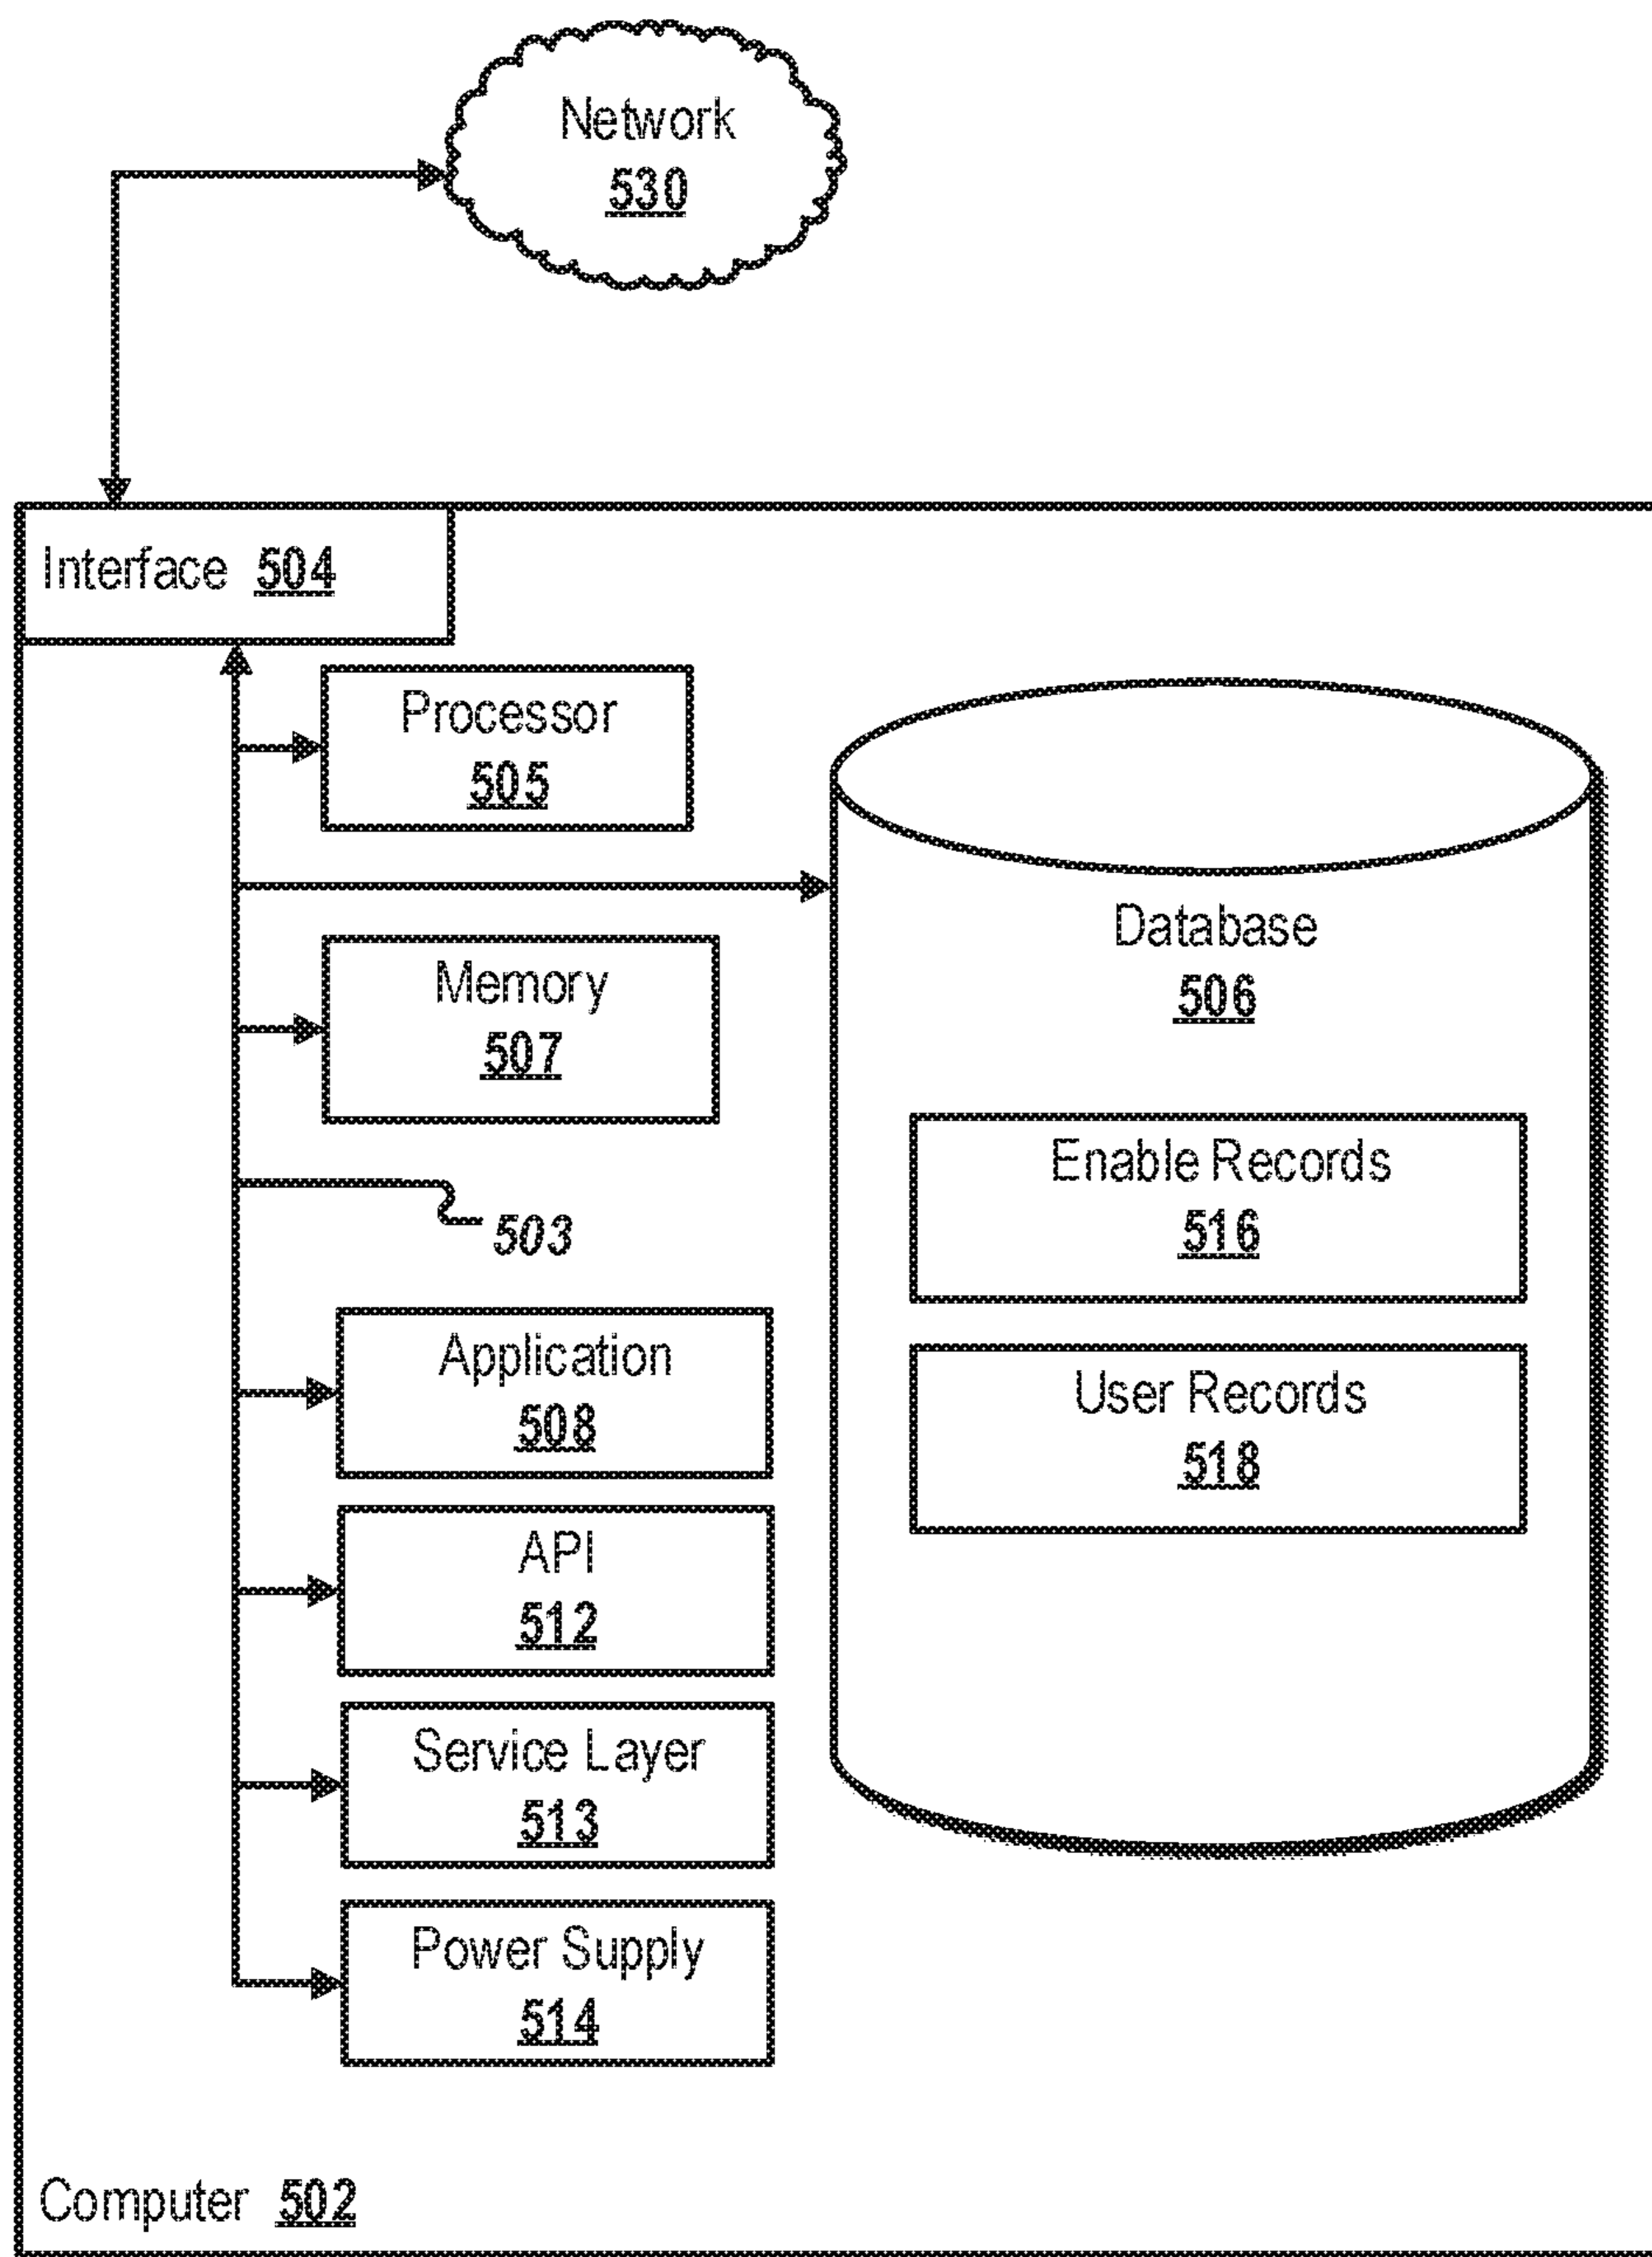 Network
530
Interface 504
Processor
505
Database
506
Memory
507
Enable Records
516
503
Application
508
User Records
518
API
512
Service Layer
513
Power Supply
514
Computer 502